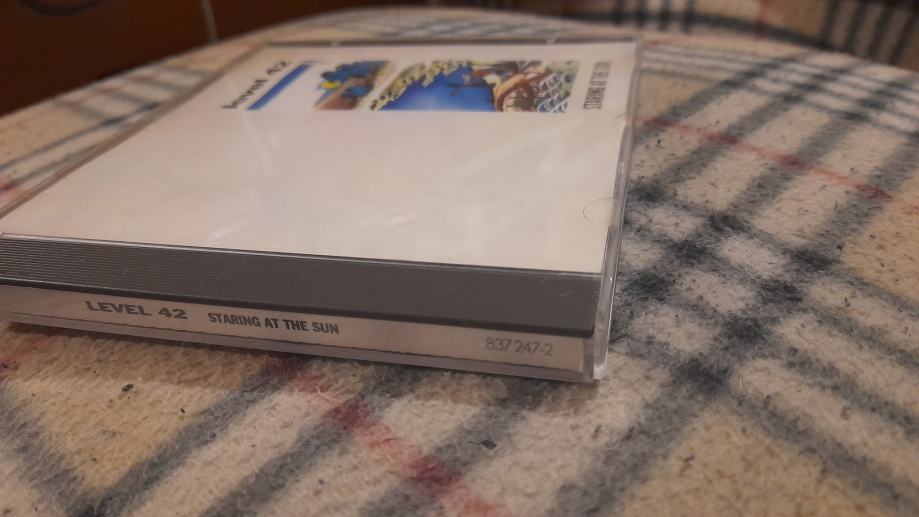 level 42
STARING AT THE SUN
LEVEL 42 STARING AT THE SUN 837 247-2